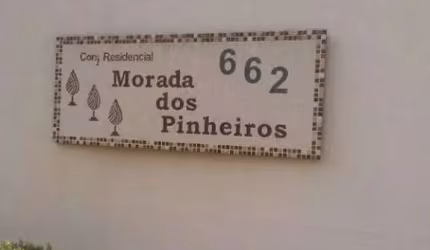 Conj Residencial
662
Morada
dos
Pinheiros